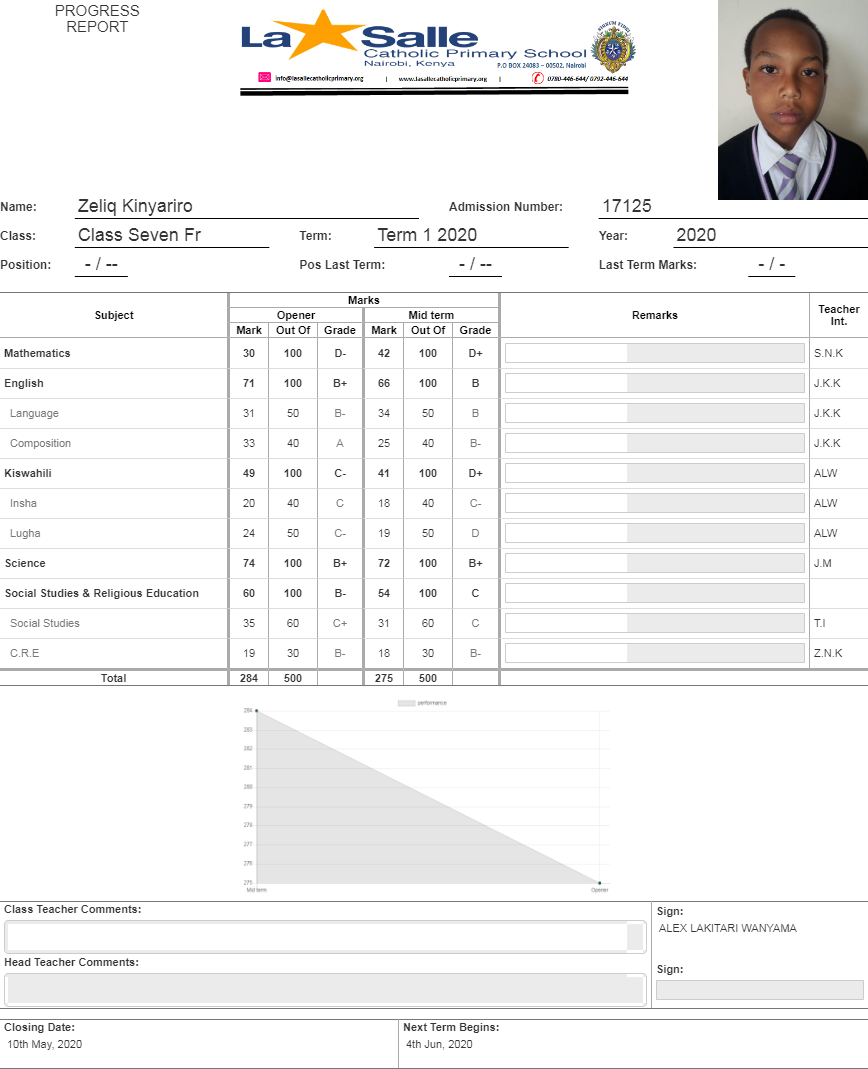 PROGRESS
REPORT
La Salle
Catholic Primary School
Nairobi, Kenya
P.O BOX 24083 – 00502, Nairobi
info@lasallecatholicprimary.org | www.lasallecatholicprimary.org | 0780-446-644/ 0792-446-644
Name: Zeliq Kinyariro Admission Number: 17125
Class: Class Seven Fr Term: Term 1 2020 Year: 2020
Position: - / -- Pos Last Term: - / -- Last Term Marks: - / -
Marks
Subject Opener Mid term Remarks Teacher Int.
Mark Out Of Grade Mark Out Of Grade
Mathematics 30 100 D- 42 100 D+ S.N.K
English 71 100 B+ 66 100 B J.K.K
Language 31 50 B- 34 50 B J.K.K
Composition 33 40 A 25 40 B- J.K.K
Kiswahili 49 100 C- 41 100 D+ ALW
Insha 20 40 C 18 40 C- ALW
Lugha 24 50 C- 19 50 D ALW
Science 74 100 B+ 72 100 B+ J.M
Social Studies & Religious Education 60 100 B- 54 100 C
Social Studies 35 60 C+ 31 60 C T.I
C.R.E 19 30 B- 18 30 B- Z.N.K
Total 284 500 275 500
performance
284
283
282
281
280
279
278
277
276
275
Mid term Opener
Class Teacher Comments:
Sign:
ALEX LAKITARI WANYAMA
Head Teacher Comments:
Sign:
Closing Date: Next Term Begins:
10th May, 2020 4th Jun, 2020